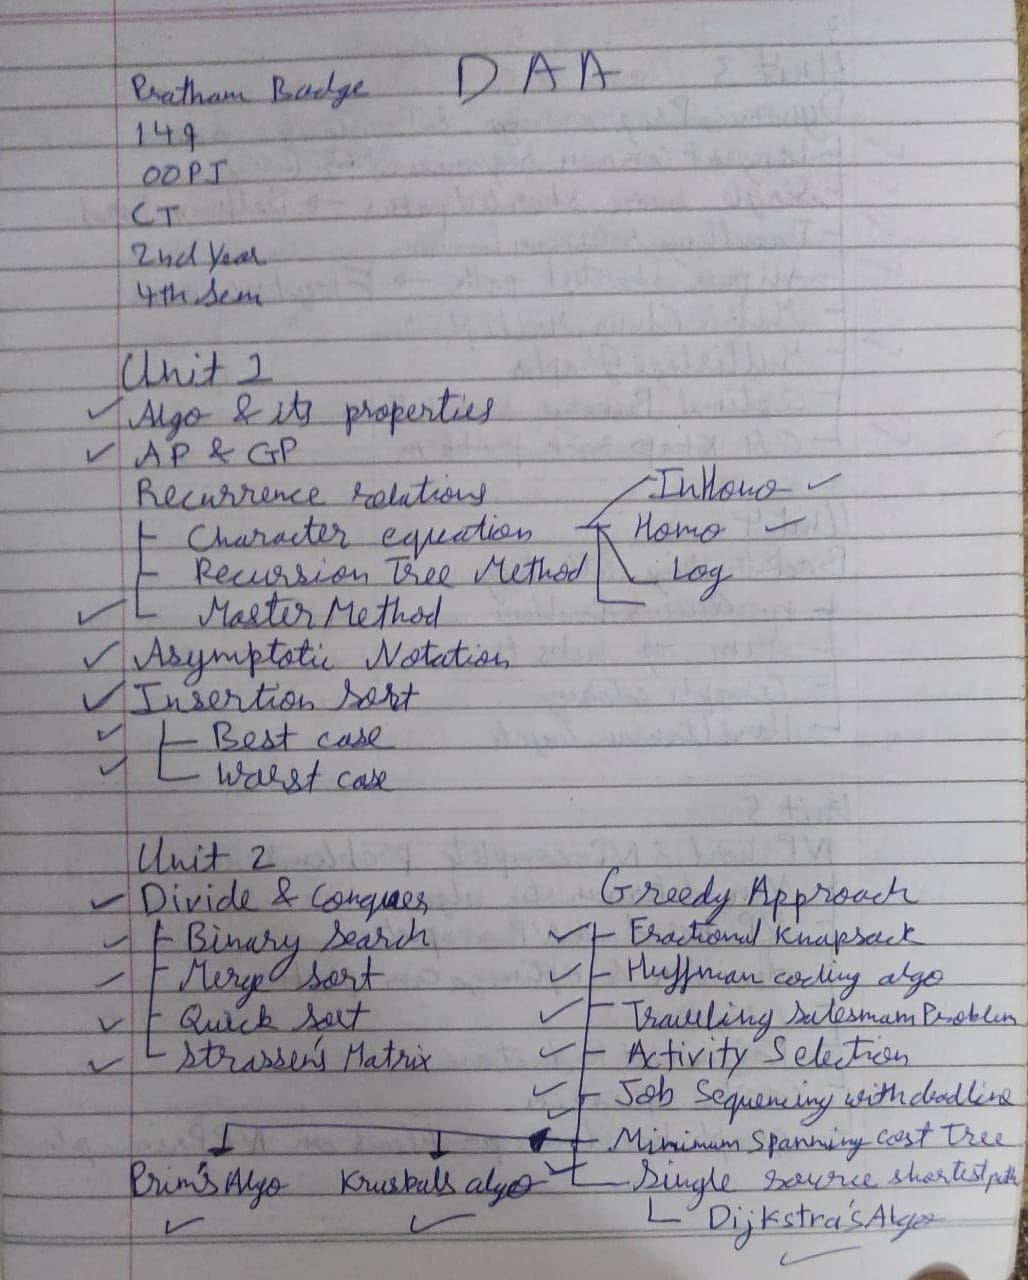 DAA
Pratham Badge
149
OOPJ
CT
2nd Year
4th Sem
Unit 1
Algo & its properties
AP & GP
Recurrence relations
Character equation
InHomo
Homo
Log
Recursion Tree Method
Master Method
Asymptotic Notation
Insertion Sort
Best case
Worst case
Unit 2
Divide & Conquer
Binary Search
Merge Sort
Quick Sort
Strassen's Matrix
Greedy Approach
Fractional Knapsack
Huffman coding algo
Traveling Salesman Problem
Activity Selection
Job Sequencing with deadline
Minimum Spanning cost Tree
Prim's Algo
Kruskal's algo
Single source shortest path
Dijkstra's Algo